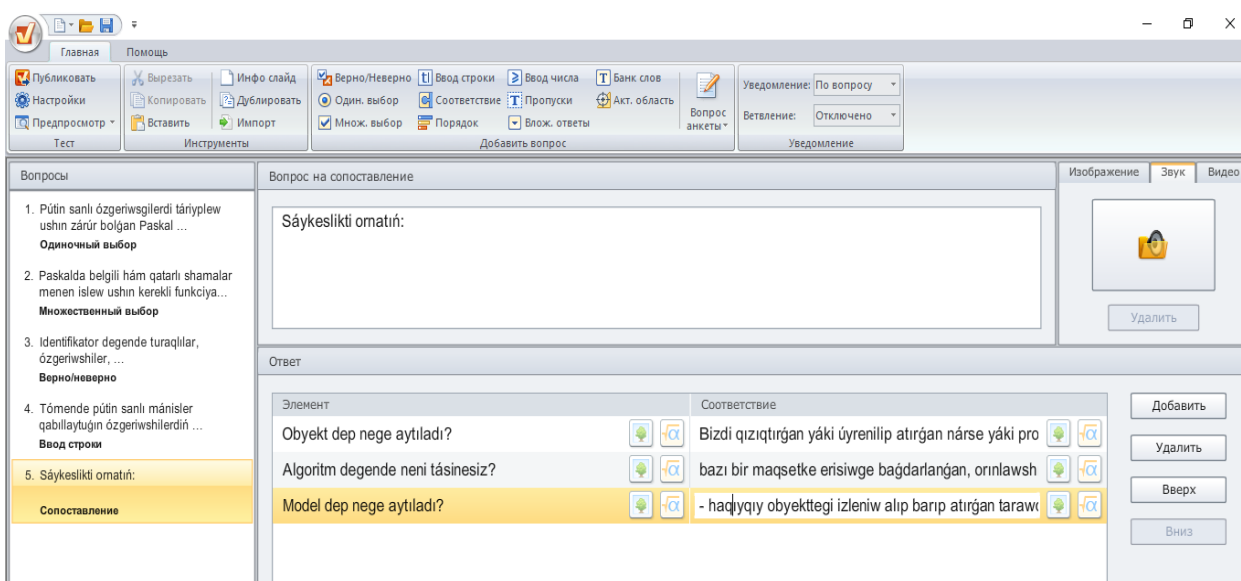 Главная Помощь
Публиковать Вырезать Инфо слайд Верно/Неверно Ввод строки Ввод числа Банк слов Уведомление: По вопросу
Настройки Копировать Дублировать Один. выбор Соответствие Пропуски Акт. область
Предпросмотр Вставить Импорт Множ. выбор Порядок Влож. ответы Вопрос анкеты Ветвление: Отключено
Тест Инструменты Добавить вопрос Уведомление
Вопросы
1. Pútin sanlı ózgeriwsgilerdi táriyplew
ushın zárúr bolǵan Paskal ...
Одиночный выбор
2. Paskalda belgili hám qatarlı shamalar
menen islew ushın kerekli funkciya...
Множественный выбор
3. Identifikator degende turaqlılar,
ózgeriwshiler, ...
Верно/неверно
4. Tómende pútin sanlı mánisler
qabıllaytuǵın ózgeriwshilerdiń ...
Ввод строки
5. Sáykeslikti ornatıń:
Сопоставление
Вопрос на сопоставление
Sáykeslikti ornatıń:
Изображение Звук Видео
Удалить
Ответ
Элемент Соответствие
Obyekt dep nege aytıladı? Bizdi qızıqtırǵan yáki úyrenilip atırǵan nárse yáki pro
Algoritm degende neni tásinesiz? bazı bir maqsetke erisiwge baǵdarlanǵan, orınlawsh
Model dep nege aytıladı? - haqıyqıy obyekttegi izleniw alıp barıp atırǵan taraw
Добавить
Удалить
Вверх
Вниз